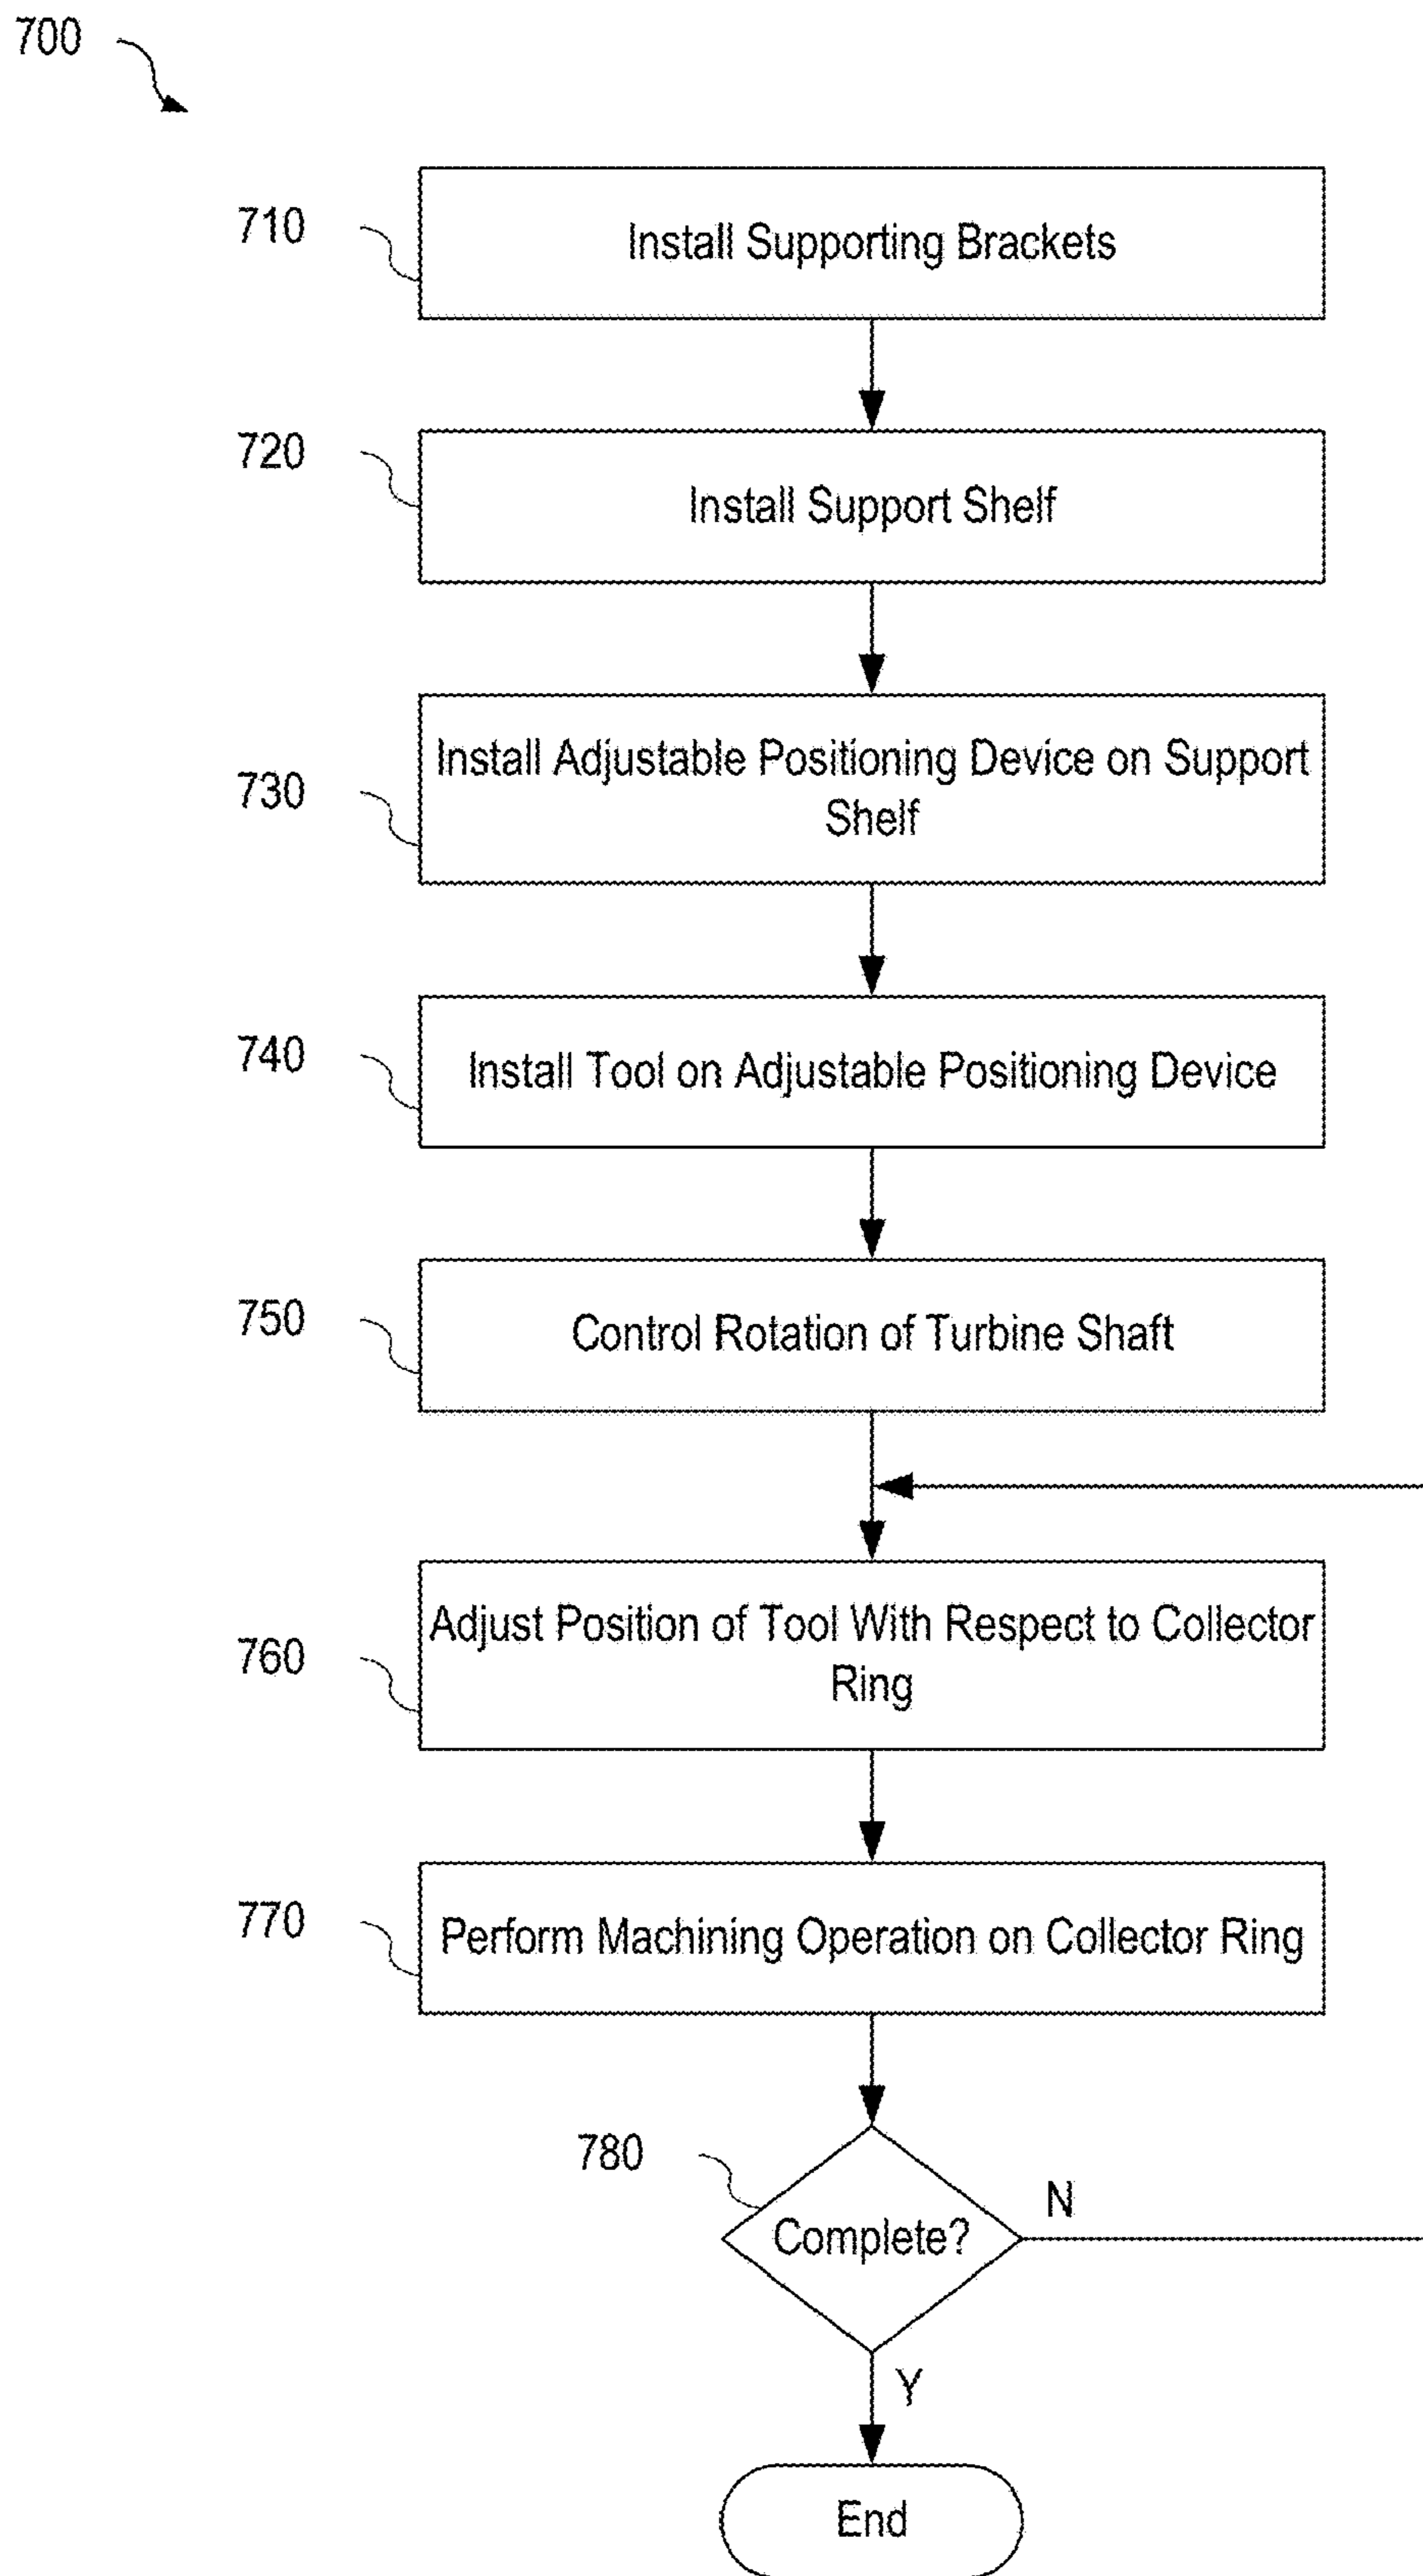 700
710
Install Supporting Brackets
720
Install Support Shelf
730
Install Adjustable Positioning Device on Support
Shelf
740
Install Tool on Adjustable Positioning Device
750
Control Rotation of Turbine Shaft
760
Adjust Position of Tool With Respect to Collector
Ring
770
Perform Machining Operation on Collector Ring
780
Complete?
N
Y
End